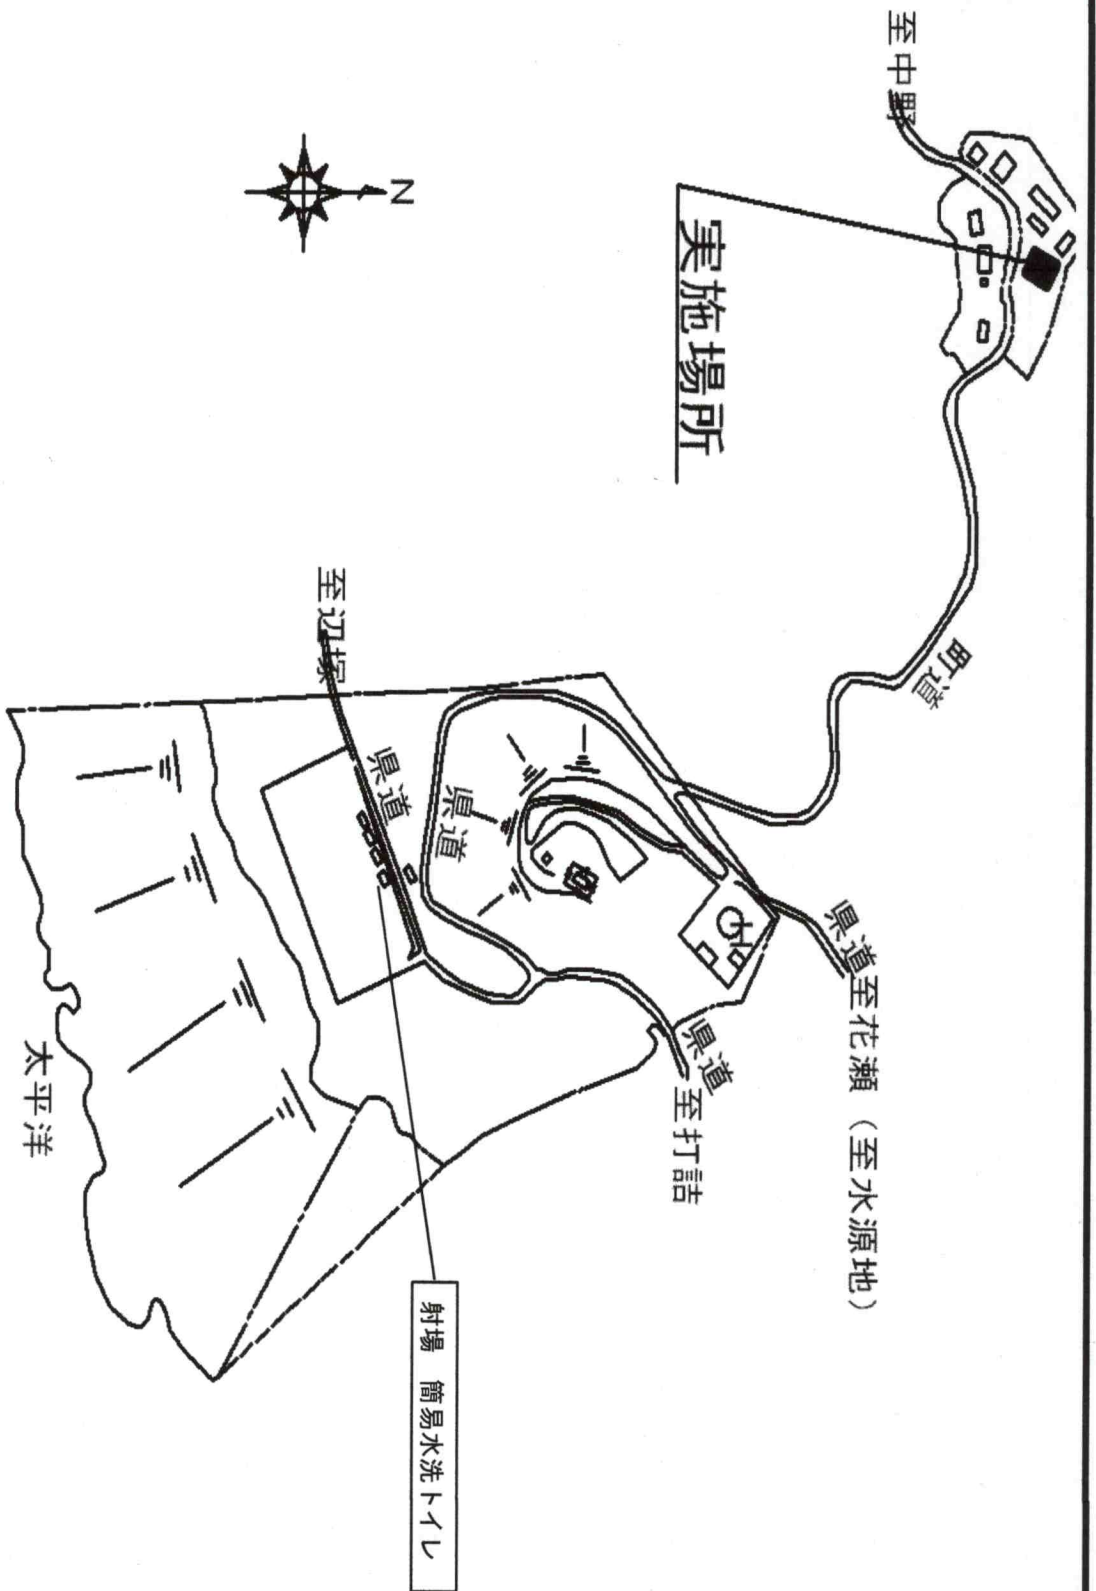 至中野
N
実施場所
町道
至辺塚
県道
県道
H
県道至花瀬（至水源地）
県道
至打詰
太平洋
射場　簡易水洗トイレ